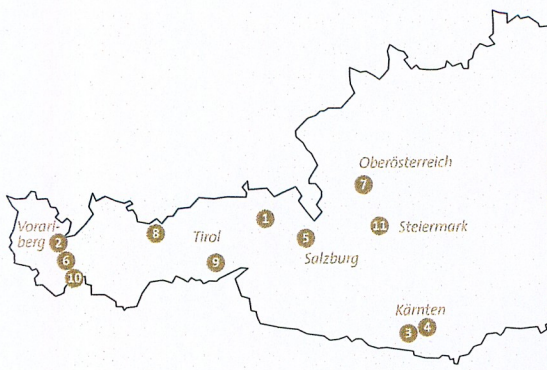 Oberösterreich
7
1
Vorarl-
berg
2
8
Tirol
5
11
Steiermark
Salzburg
6
9
10
Kärnten
3
4